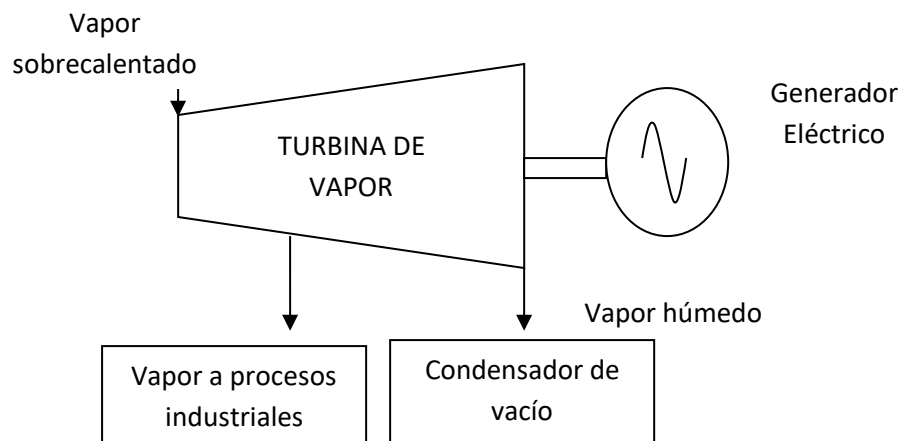 Vapor
sobrecalentado
Generador
Eléctrico
TURBINA DE
VAPOR
Vapor húmedo
Vapor a procesos
industriales
Condensador de
vacío